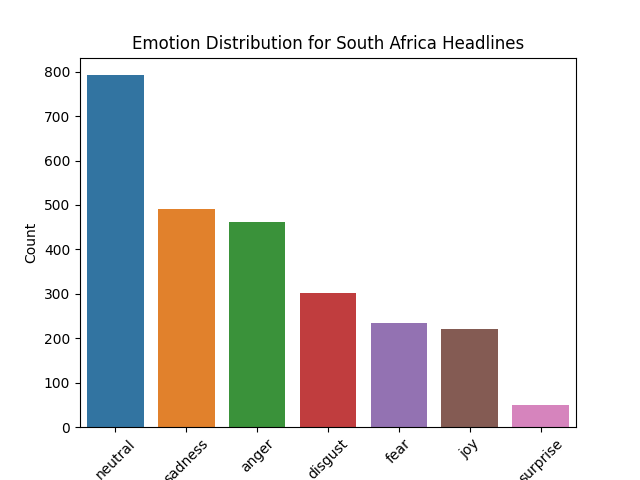 Emotion Distribution for South Africa Headlines
800
700
600
500
400
300
200
100
0
Count
neutral
sadness
anger
disgust
fear
joy
surprise